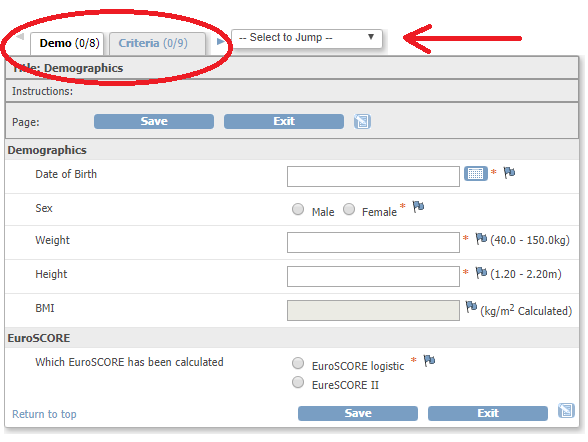 Demo (0/8) Criteria (0/9) -- Select to Jump --
Title: Demographics
Instructions:
Page: Save Exit
Demographics
Date of Birth *
Sex Male Female *
Weight * (40.0 - 150.0kg)
Height * (1.20 - 2.20m)
BMI (kg/m² Calculated)
EuroSCORE
Which EuroSCORE has been calculated EuroSCORE logistic *
EureSCORE II
Return to top Save Exit